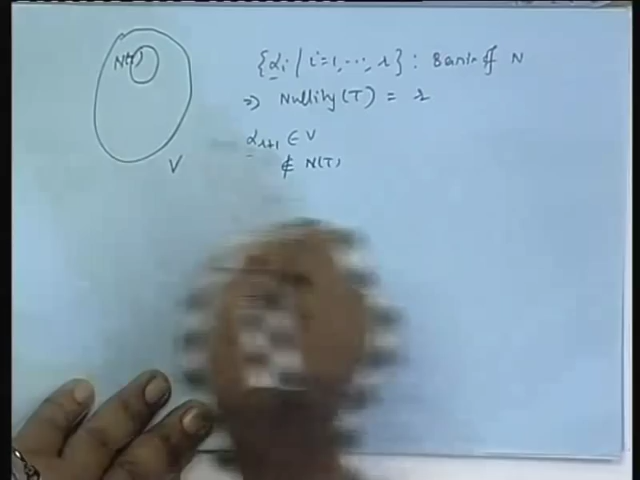 N(T)
V
{αi / i=1, ..., r} : Basis of N
⇒ Nullity (T) = r
αr+1 ∈ V
∉ N(T)